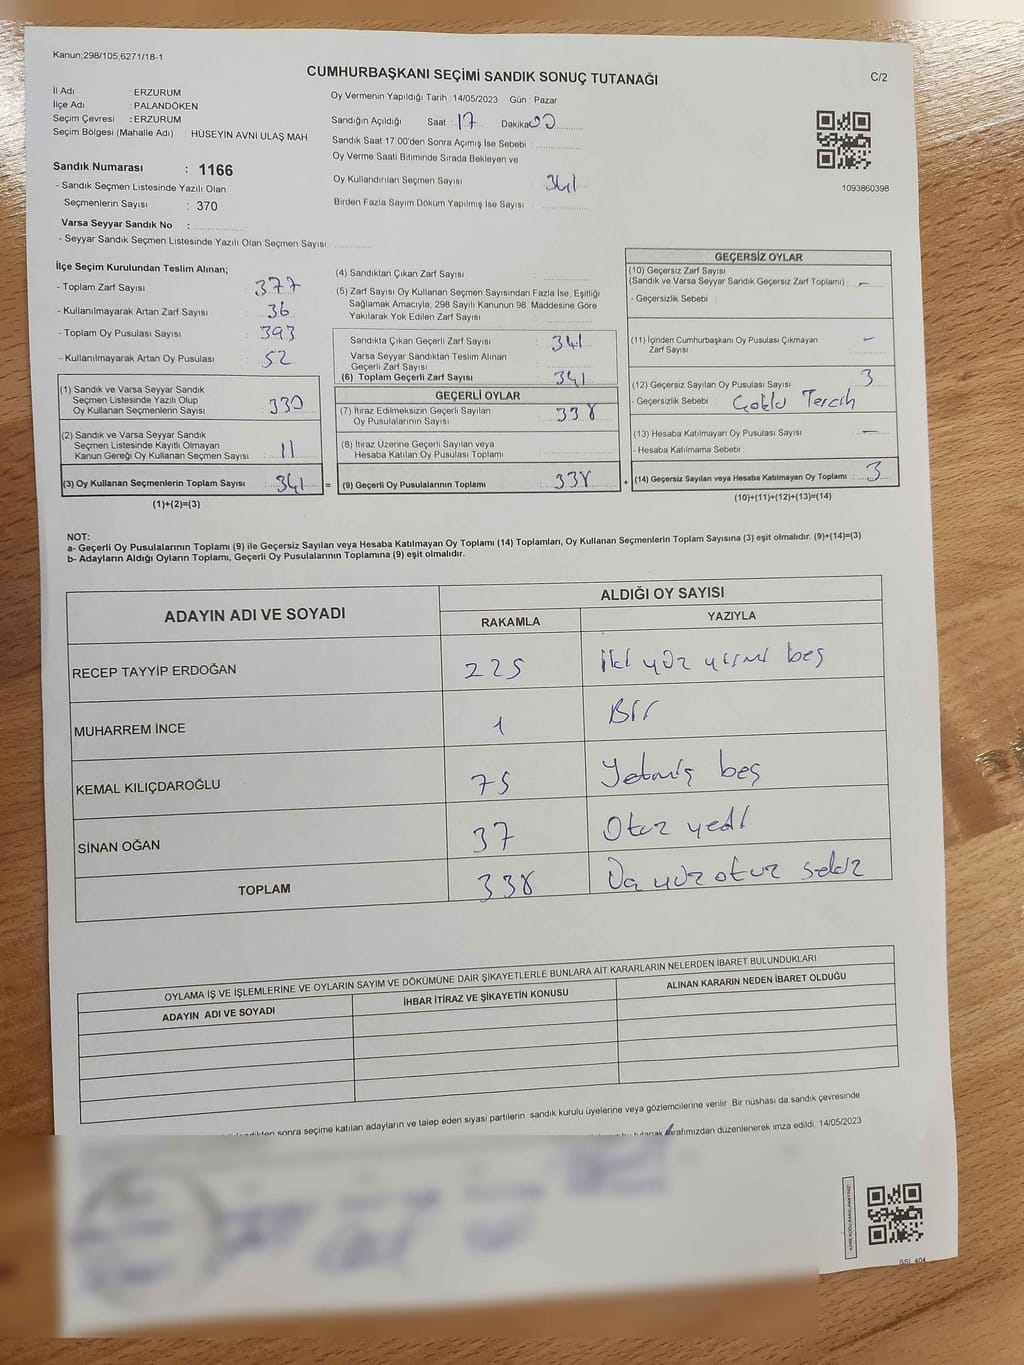 Kanun;298/105,6271/18-1
CUMHURBAŞKANI SEÇİMİ SANDIK SONUÇ TUTANAĞI
C/2
İl Adı : ERZURUM
İlçe Adı : PALANDÖKEN
Seçim Çevresi : ERZURUM
Seçim Bölgesi (Mahalle Adı) : HÜSEYİN AVNİ ULAŞ MAH.
Oy Vermenin Yapıldığı Tarih : 14/05/2023 Gün : Pazar
Sandığın Açıldığı Saat : 17 Dakika 00
Sandık Saat 17:00'den Sonra Açımış İse Sebebi :
Oy Verme Saati Bitiminde Sırada Bekleyen ve
Oy Kullandırılan Seçmen Sayısı : 341
Birden Fazla Sayım Döküm Yapılmış İse Sayısı :
1093860398
Sandık Numarası : 1166
- Sandık Seçmen Listesinde Yazılı Olan
Seçmenlerin Sayısı : 370
Varsa Seyyar Sandık No :
- Seyyar Sandık Seçmen Listesinde Yazılı Olan Seçmen Sayısı:
İlçe Seçim Kurulundan Teslim Alınan;
- Toplam Zarf Sayısı : 377
- Kullanılmayarak Artan Zarf Sayısı : 36
- Toplam Oy Pusulası Sayısı : 393
- Kullanılmayarak Artan Oy Pusulası : 52
(1) Sandık ve Varsa Seyyar Sandık
Seçmen Listesinde Yazılı Olup
Oy Kullanan Seçmenlerin Sayısı : 330
(2) Sandık ve Varsa Seyyar Sandık
Seçmen Listesinde Kayıtlı Olmayan
Kanun Gereği Oy Kullanan Seçmen Sayısı : 11
(3) Oy Kullanan Seçmenlerin Toplam Sayısı : 341 =
(1)+(2)=(3)
(4) Sandıktan Çıkan Zarf Sayısı :
(5) Zarf Sayısı Oy Kullanan Seçmen Sayısından Fazla İse, Eşitliği
Sağlamak Amacıyla; 298 Sayılı Kanunun 98. Maddesine Göre
Yakılarak Yok Edilen Zarf Sayısı :
Sandıkta Çıkan Geçerli Zarf Sayısı : 341
Varsa Seyyar Sandıktan Teslim Alınan
Geçerli Zarf Sayısı :
(6) Toplam Geçerli Zarf Sayısı : 341
GEÇERLİ OYLAR
(7) İtiraz Edilmeksizin Geçerli Sayılan
Oy Pusulalarının Sayısı : 338
(8) İtiraz Üzerine Geçerli Sayılan veya
Hesaba Katılan Oy Pusulası Toplamı :
(9) Geçerli Oy Pusulalarının Toplamı : 338 +
GEÇERSİZ OYLAR
(10) Geçersiz Zarf Sayısı
(Sandık ve Varsa Seyyar Sandık Geçersiz Zarf Toplamı) : -
- Geçersizlik Sebebi :
(11) İçinden Cumhurbaşkanı Oy Pusulası Çıkmayan
Zarf Sayısı : -
(12) Geçersiz Sayılan Oy Pusulası Sayısı : 3
- Geçersizlik Sebebi : Çoklu Tercih
(13) Hesaba Katılmayan Oy Pusulası Sayısı : -
- Hesaba Katılmama Sebebi :
(14) Geçersiz Sayılan veya Hesaba Katılmayan Oy Toplamı : 3
(10)+(11)+(12)+(13)=(14)
NOT:
a- Geçerli Oy Pusulalarının Toplamı (9) ile Geçersiz Sayılan veya Hesaba Katılmayan Oy Toplamı (14) Toplamları, Oy Kullanan Seçmenlerin Toplam Sayısına (3) eşit olmalıdır. (9)+(14)=(3)
b- Adayların Aldığı Oyların Toplamı, Geçerli Oy Pusulalarının Toplamına (9) eşit olmalıdır.
ADAYIN ADI VE SOYADI
ALDIĞI OY SAYISI
RAKAMLA YAZIYLA
RECEP TAYYİP ERDOĞAN 225 İki yüz yirmi beş
MUHARREM İNCE 1 Bir
KEMAL KILIÇDAROĞLU 75 Yetmiş beş
SİNAN OĞAN 37 Otuz yedi
TOPLAM 338 yüz otuz
OYLAMA İŞ VE İŞLEMLERİNE VE OYLARIN SAYIM VE DÖKÜMÜNE DAİR ŞİKAYETLERLE BUNLARA AİT KARARLARIN NELERDEN İBARET BULUNDUKLARI
ADAYIN ADI VE SOYADI İHBAR İTİRAZ VE ŞİKAYETİN KONUSU ALINAN KARARIN NEDEN İBARET OLDUĞU
sonra seçime katılan adayların ve talep eden siyasi partilerin sandık kurulu üyelerine veya gözlemcilerine verilir. Bir nüshası da sandık çevresinde
tutanak tarafımızdan düzenlenerek imza edildi. 14/05/2023